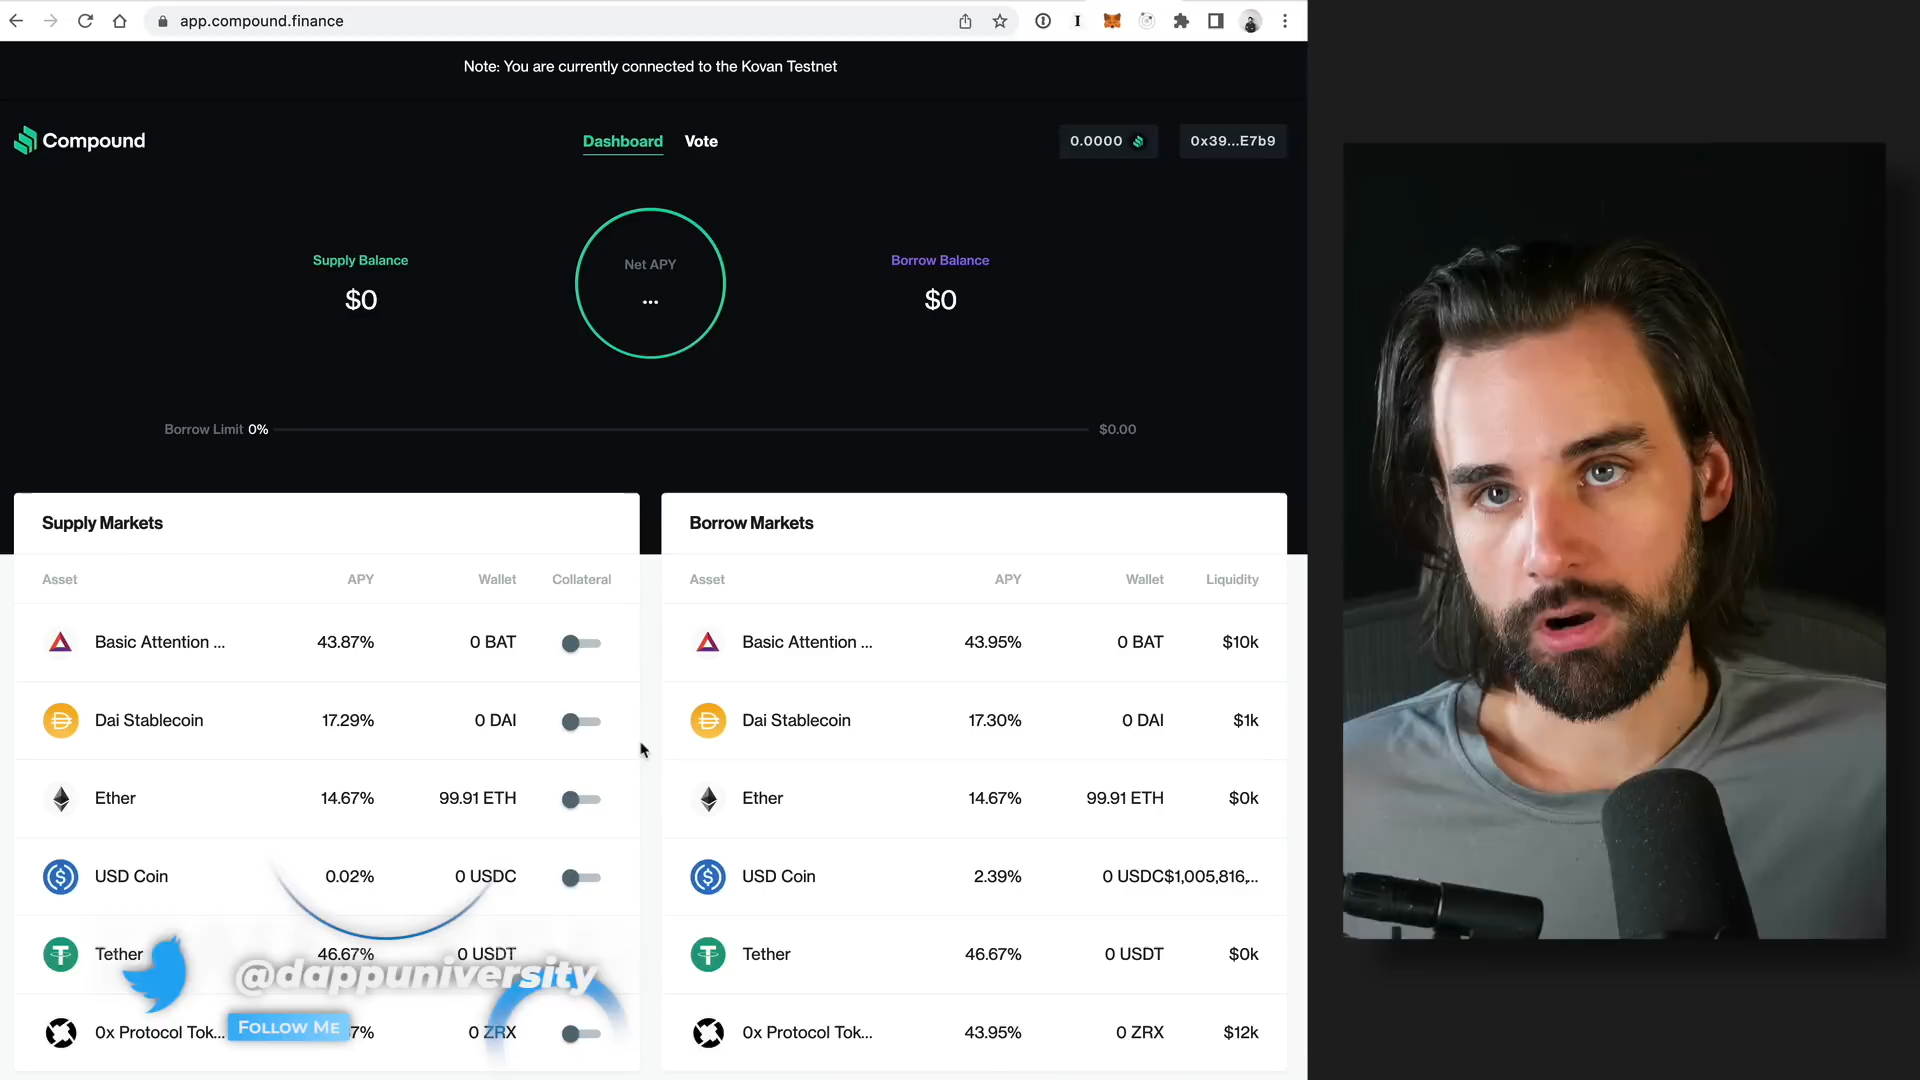 app.compound.finance
Note: You are currently connected to the Kovan Testnet
Compound
Dashboard Vote
0.0000
0x39...E7b9
Supply Balance
$0
Net APY
...
Borrow Balance
$0
Borrow Limit 0%
$0.00
Supply Markets
Asset APY Wallet Collateral
Basic Attention ... 43.87% 0 BAT
Dai Stablecoin 17.29% 0 DAI
Ether 14.67% 99.91 ETH
USD Coin 0.02% 0 USDC
Tether 46.67% 0 USDT
0x Protocol Tok... 7% 0 ZRX
Borrow Markets
Asset APY Wallet Liquidity
Basic Attention ... 43.95% 0 BAT $10k
Dai Stablecoin 17.30% 0 DAI $1k
Ether 14.67% 99.91 ETH $0k
USD Coin 2.39% 0 USDC$1,005,816,...
Tether 46.67% 0 USDT $0k
0x Protocol Tok... 43.95% 0 ZRX $12k
@dappuniversity
FOLLOW ME